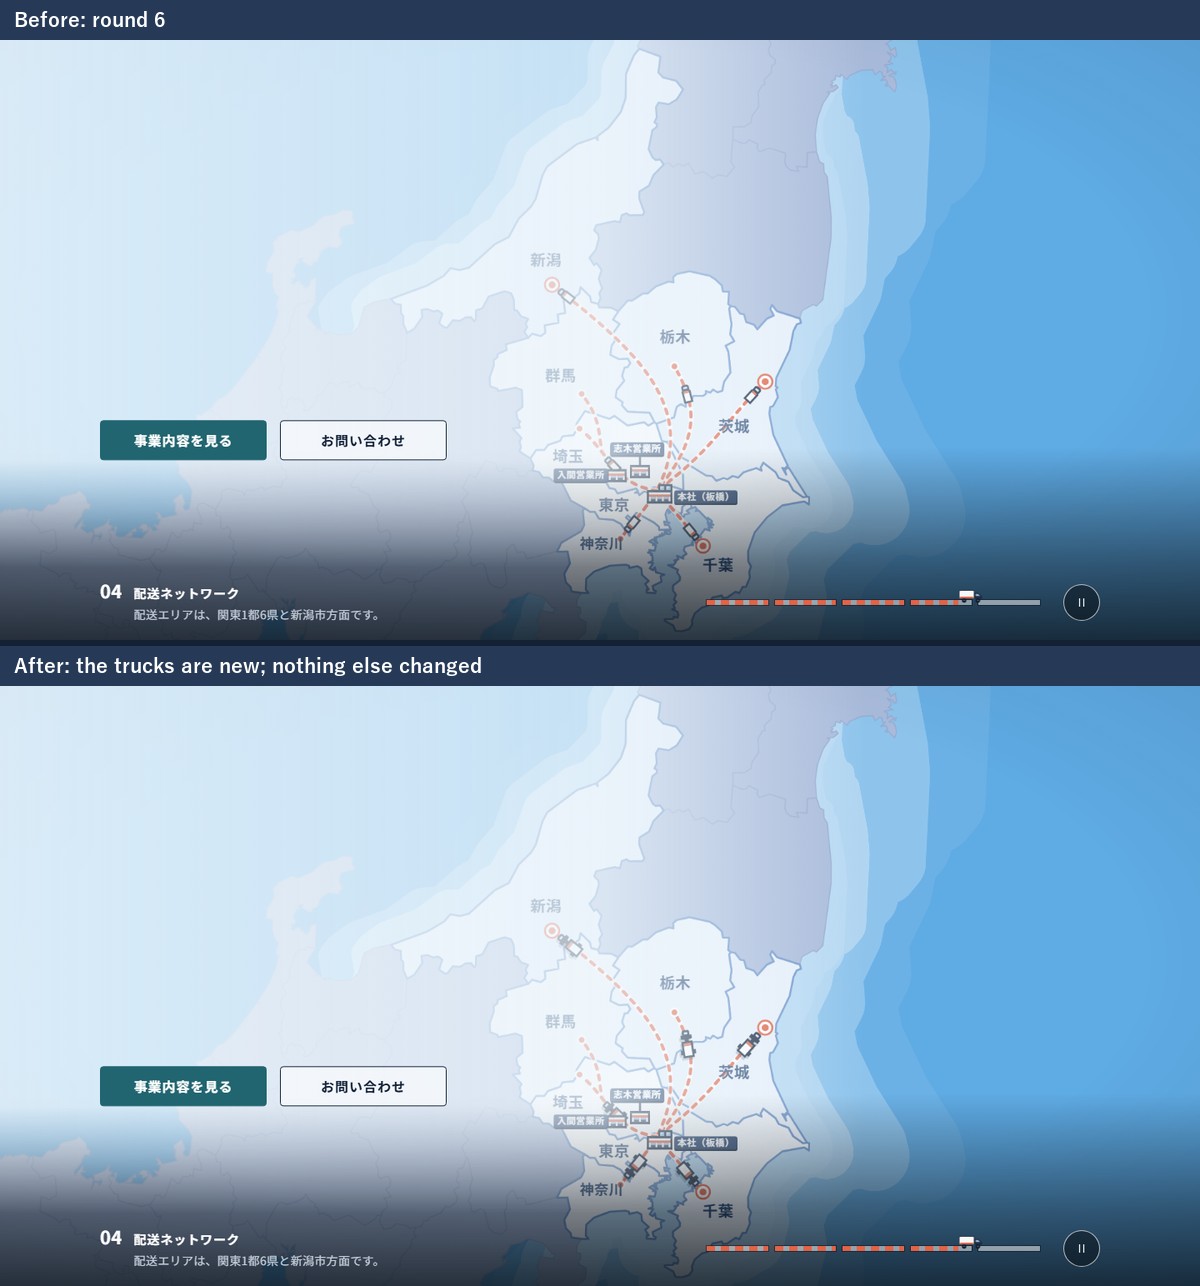 Before: round 6
新潟
栃木
群馬
茨城
志木営業所
埼玉
入間営業所
本社（板橋）
東京
神奈川
千葉
事業内容を見る
お問い合わせ
04 配送ネットワーク
配送エリアは、関東1都6県と新潟市方面です。
After: the trucks are new; nothing else changed
新潟
栃木
群馬
茨城
志木営業所
埼玉
入間営業所
本社（板橋）
東京
神奈川
千葉
事業内容を見る
お問い合わせ
04 配送ネットワーク
配送エリアは、関東1都6県と新潟市方面です。